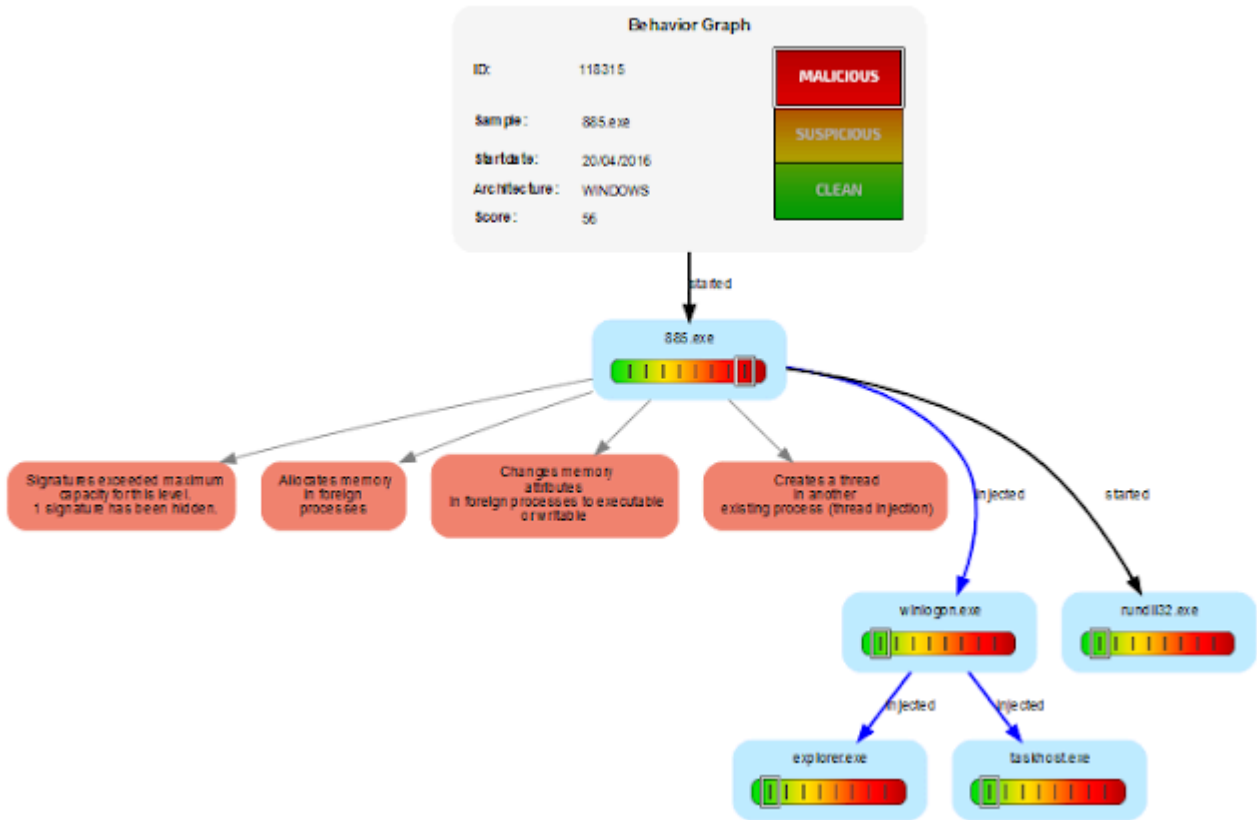 Behavior Graph
ID: 118315
MALICIOUS
Sample: 885.exe
SUSPICIOUS
Startdate: 20/04/2016
Architecture: WINDOWS
CLEAN
Score: 56
started
885.exe
Signatures exceeded maximum
capacity for this level.
1 signature has been hidden.
Allocates memory
in foreign
processes
Changes memory
attributes
in foreign processes to executable
or writable
Creates a thread
in another
existing process (thread injection)
injected
started
winlogon.exe
rundll32.exe
injected
injected
explorer.exe
taskhost.exe